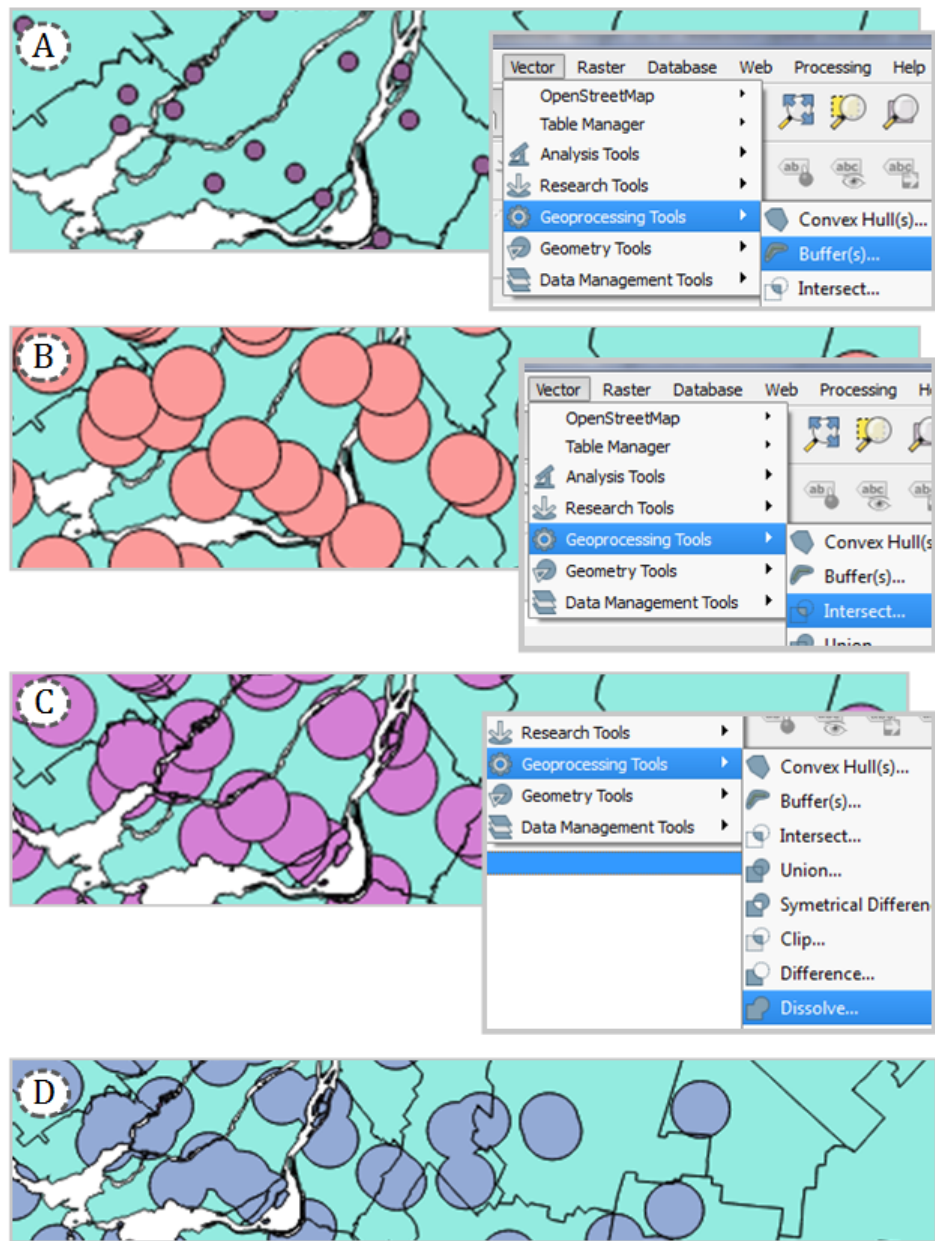 A
Vector Raster Database Web Processing Help
OpenStreetMap
Table Manager
Analysis Tools
Research Tools
Geoprocessing Tools
Convex Hull(s)...
Geometry Tools
Buffer(s)...
Data Management Tools
Intersect...
B
Vector Raster Database Web Processing
OpenStreetMap
Table Manager
Analysis Tools
Research Tools
Geoprocessing Tools
Convex Hull(s
Geometry Tools
Buffer(s)...
Data Management Tools
Intersect...
C
Research Tools
Geoprocessing Tools
Convex Hull(s)...
Geometry Tools
Buffer(s)...
Data Management Tools
Intersect...
Union...
Symetrical Differen
Clip...
Difference...
Dissolve...
D